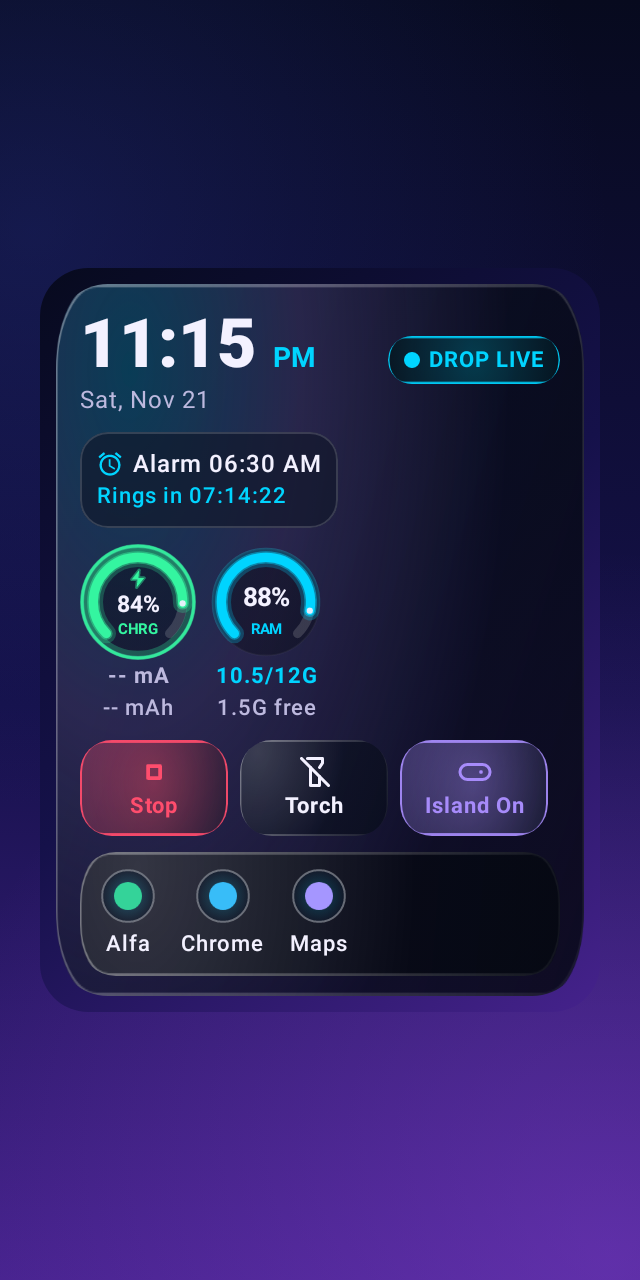 11:15 PM
DROP LIVE
Sat, Nov 21
Alarm 06:30 AM
Rings in 07:14:22
84%
CHRG
88%
RAM
-- mA
10.5/12G
-- mAh
1.5G free
Stop
Torch
Island On
Alfa
Chrome
Maps